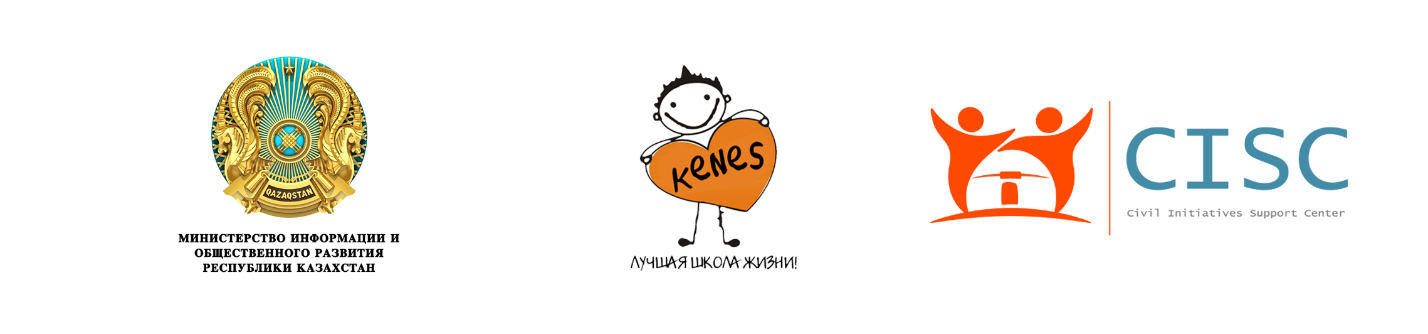 QAZAQSTAN
МИНИСТЕРСТВО ИНФОРМАЦИИ И
ОБЩЕСТВЕННОГО РАЗВИТИЯ
РЕСПУБЛИКИ КАЗАХСТАН
KENES
ЛУЧШАЯ ШКОЛА ЖИЗНИ!
CISC
Civil Initiatives Support Center